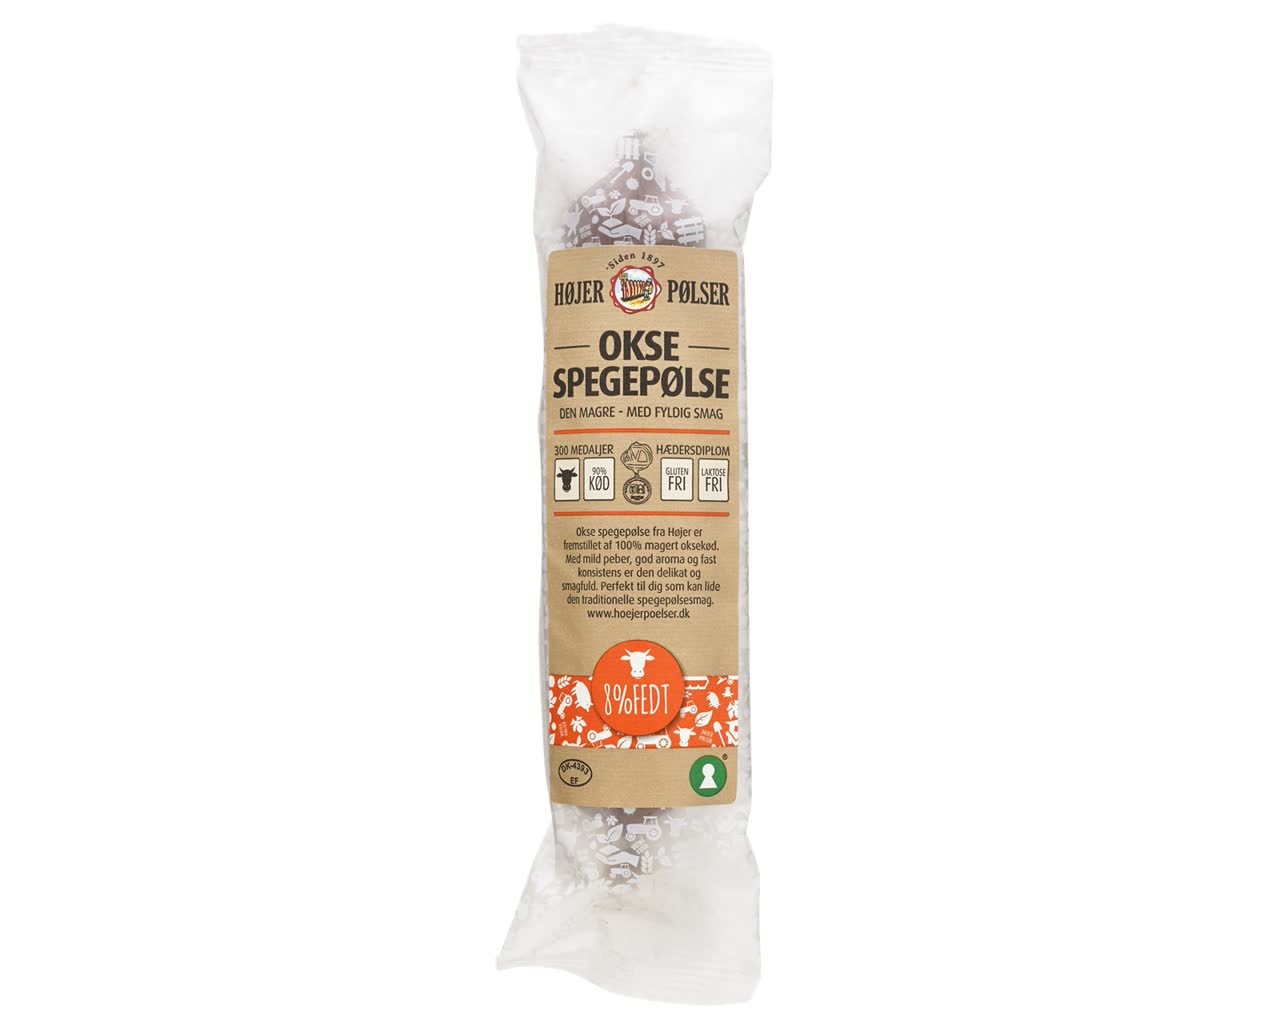 ·Siden 1897
HØJER PØLSER
OKSE
SPEGEPØLSE
DEN MAGRE - MED FYLDIG SMAG
300 MEDALJER HÆDERSDIPLOM
90% KØD GLUTEN FRI LAKTOSE FRI
Okse spegepølse fra Højer er
fremstillet af 100% magert oksekød.
Med mild peber, god aroma og fast
konsistens er den delikat og
smagfuld. Perfekt til dig som kan lide
den traditionelle spegepølsesmag.
www.hoejerpoelser.dk
8% FEDT
HØJER
PØLSER
DK-4393
EF
®